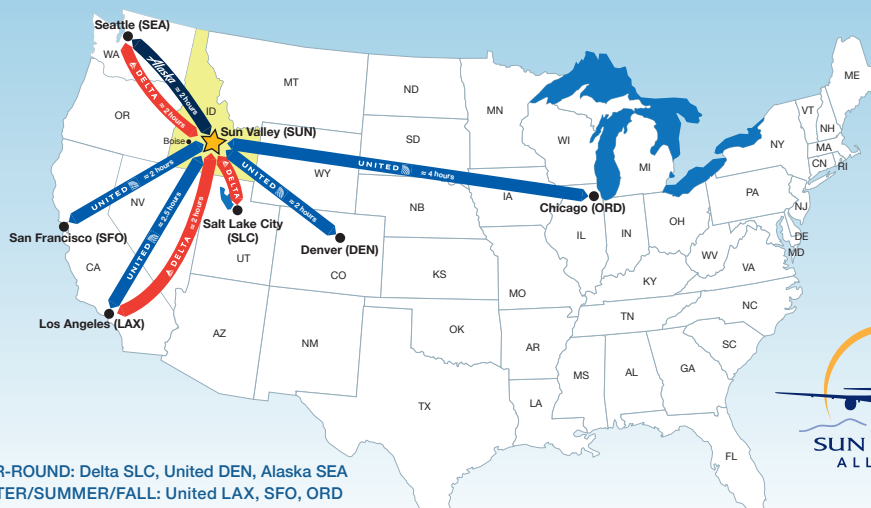 Seattle (SEA)
WA
MT
ND
MN
ME
Alaska ≈ 2 hours
DELTA ≈ 2 hours
OR
ID
Boise
Sun Valley (SUN)
SD
WI
MI
VT
NH
NY
MA
CN
RI
UNITED ≈ 4 hours
UNITED ≈ 2 hours
UNITED ≈ 2 hours
DELTA
WY
IA
PA
NJ
NV
NB
Chicago (ORD)
San Francisco (SFO)
Salt Lake City
(SLC)
Denver (DEN)
IL
IN
OH
DE
MD
UNITED ≈ 2.5 hours
DELTA ≈ 2 hours
CA
UT
CO
KS
MO
WV
VA
KY
Los Angeles (LAX)
AZ
NM
OK
AR
TN
NC
SC
TX
LA
MS
AL
GA
FL
SUN
ALL
R-ROUND: Delta SLC, United DEN, Alaska SEA
TER/SUMMER/FALL: United LAX, SFO, ORD